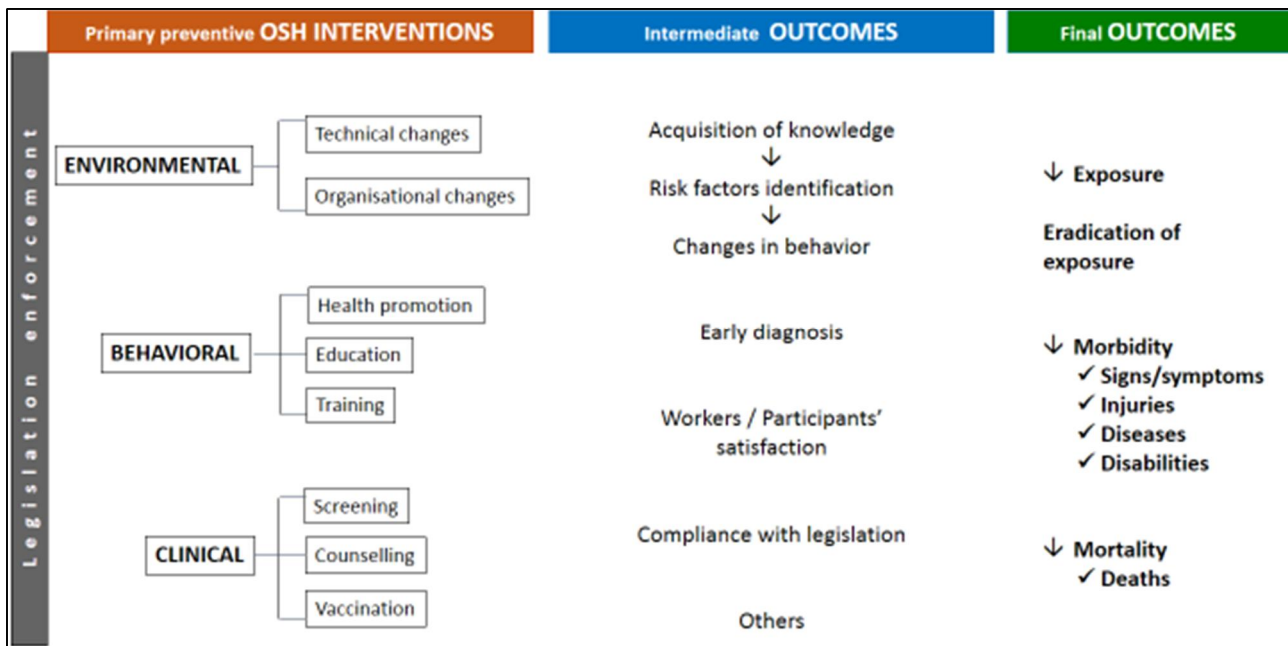 Primary preventive OSH INTERVENTIONS
Intermediate OUTCOMES
Final OUTCOMES
Legislation enforcement
ENVIRONMENTAL
Technical changes
Organisational changes
BEHAVIORAL
Health promotion
Education
Training
CLINICAL
Screening
Counselling
Vaccination
Acquisition of knowledge
↓
Risk factors identification
↓
Changes in behavior
Early diagnosis
Workers / Participants’
satisfaction
Compliance with legislation
Others
↓ Exposure
Eradication of
exposure
↓ Morbidity
✓ Signs/symptoms
✓ Injuries
✓ Diseases
✓ Disabilities
↓ Mortality
✓ Deaths